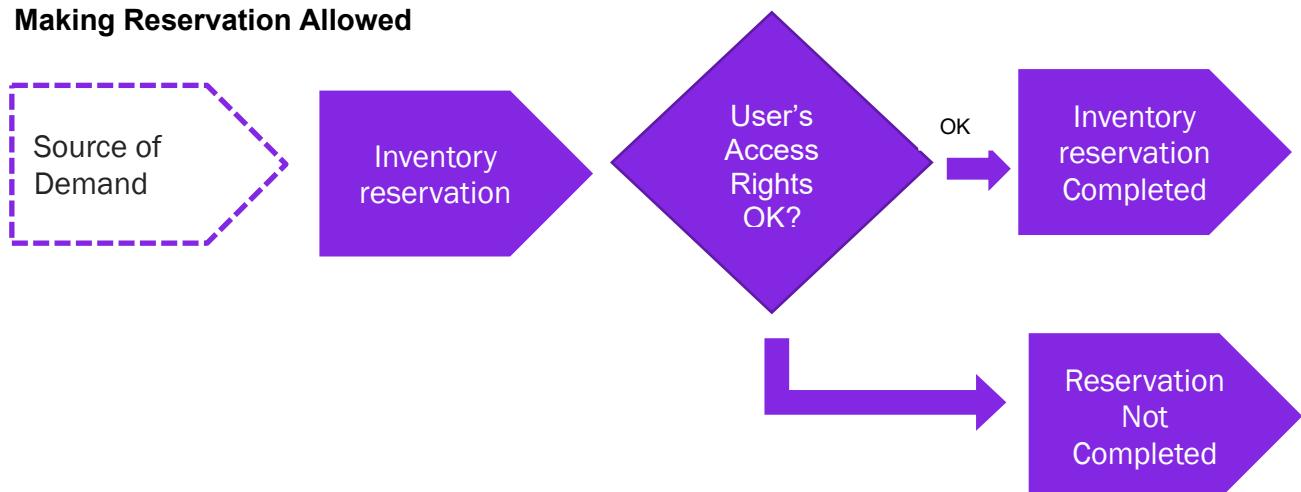 Making Reservation Allowed
Source of
Demand
Inventory
reservation
User's
Access
Rights
OK?
OK
Inventory
reservation
Completed
Reservation
Not
Completed